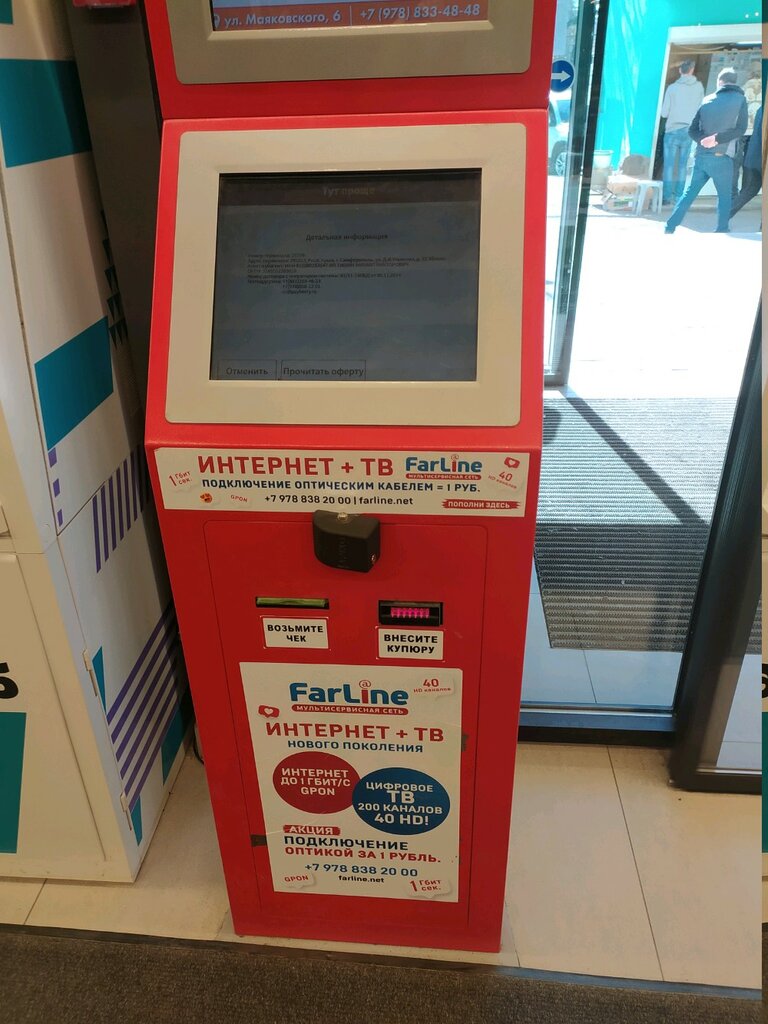 ул. Маяковского, 6 | +7 (978) 833-48-48
Тут проще
Детальная информация
Отменить
Прочитать оферту
1 Гбит
сек.
ИНТЕРНЕТ + ТВ FarLine
МУЛЬТИСЕРВИСНАЯ СЕТЬ
40
HD каналов
ПОДКЛЮЧЕНИЕ ОПТИЧЕСКИМ КАБЕЛЕМ = 1 РУБ.
GPON
+7 978 838 20 00 | farline.net
ПОПОЛНИ ЗДЕСЬ
ВОЗЬМИТЕ
ЧЕК
ВНЕСИТЕ
КУПЮРУ
FarLine
МУЛЬТИСЕРВИСНАЯ СЕТЬ
40
HD каналов
ИНТЕРНЕТ + ТВ
НОВОГО ПОКОЛЕНИЯ
ИНТЕРНЕТ
ДО 1 ГБИТ/С
GPON
ЦИФРОВОЕ
ТВ
200 КАНАЛОВ
40 HD!
АКЦИЯ
ПОДКЛЮЧЕНИЕ
ОПТИКОЙ ЗА 1 РУБЛЬ.
+7 978 838 20 00
farline.net
GPON
1 Гбит
сек.